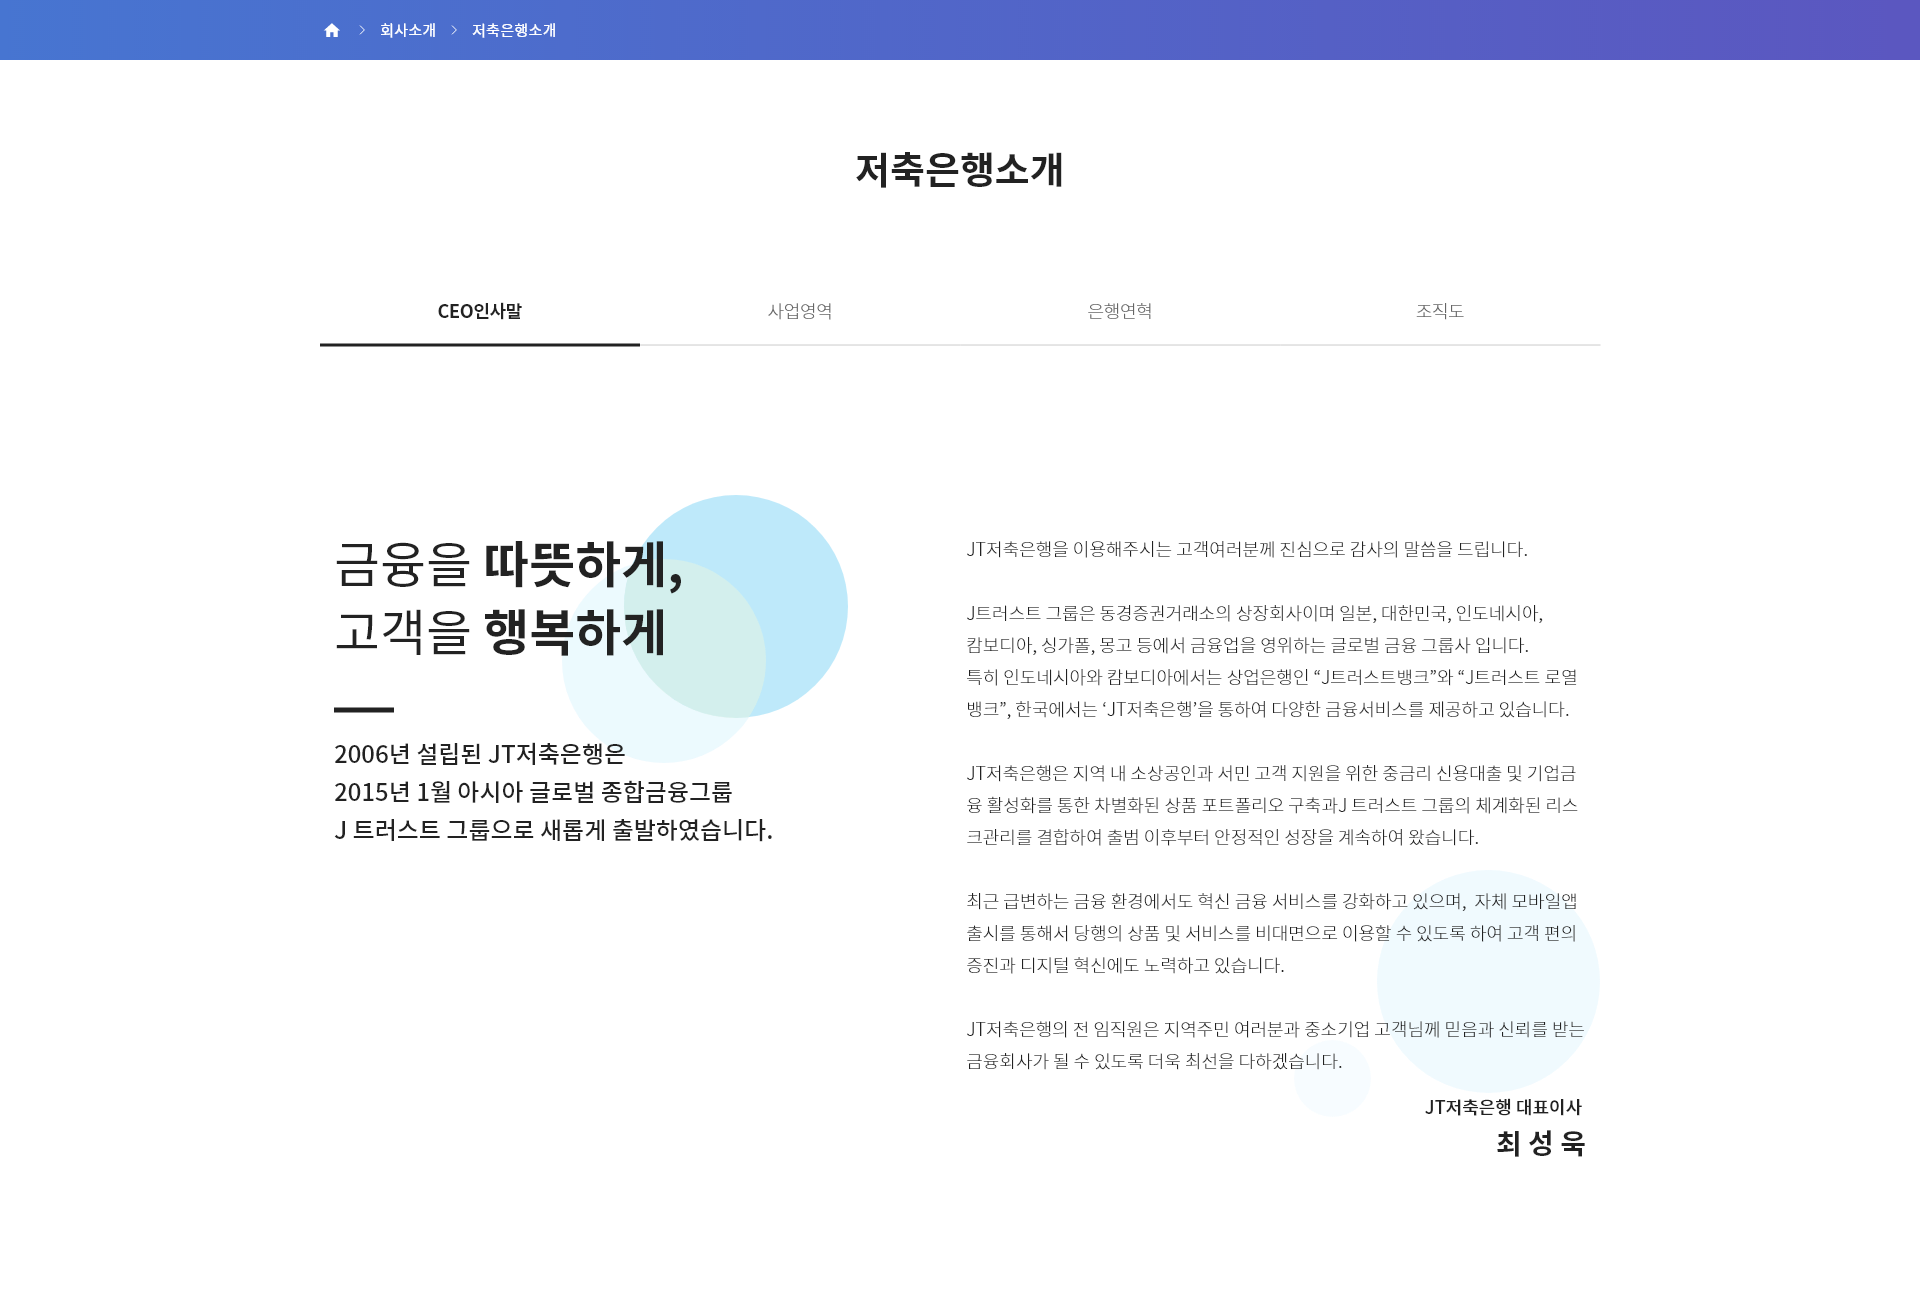 회사소개 저축은행소개
저축은행소개
CEO인사말 사업영역 은행연혁 조직도
금융을 따뜻하게,
고객을 행복하게
2006년 설립된 JT저축은행은
2015년 1월 아시아 글로벌 종합금융그룹
J 트러스트 그룹으로 새롭게 출발하였습니다.
JT저축은행을 이용해주시는 고객여러분께 진심으로 감사의 말씀을 드립니다.
J트러스트 그룹은 동경증권거래소의 상장회사이며 일본, 대한민국, 인도네시아,
캄보디아, 싱가폴, 몽고 등에서 금융업을 영위하는 글로벌 금융 그룹사 입니다.
특히 인도네시아와 캄보디아에서는 상업은행인 “J트러스트뱅크”와 “J트러스트 로열
뱅크”, 한국에서는 ‘JT저축은행’을 통하여 다양한 금융서비스를 제공하고 있습니다.
JT저축은행은 지역 내 소상공인과 서민 고객 지원을 위한 중금리 신용대출 및 기업금
융 활성화를 통한 차별화된 상품 포트폴리오 구축과J 트러스트 그룹의 체계화된 리스
크관리를 결합하여 출범 이후부터 안정적인 성장을 계속하여 왔습니다.
최근 급변하는 금융 환경에서도 혁신 금융 서비스를 강화하고 있으며,  자체 모바일앱
출시를 통해서 당행의 상품 및 서비스를 비대면으로 이용할 수 있도록 하여 고객 편의
증진과 디지털 혁신에도 노력하고 있습니다.
JT저축은행의 전 임직원은 지역주민 여러분과 중소기업 고객님께 믿음과 신뢰를 받는
금융회사가 될 수 있도록 더욱 최선을 다하겠습니다.
JT저축은행 대표이사
최 성 욱